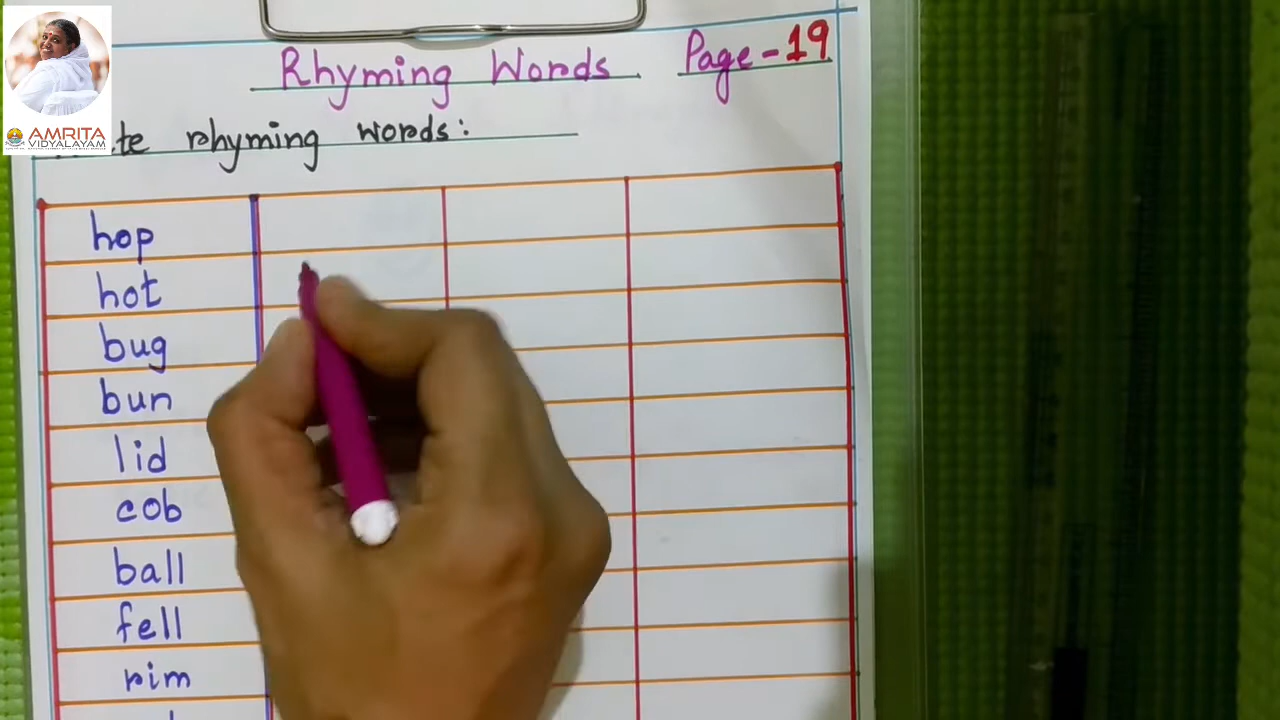 Rhyming Words Page-19
AMRITA
VIDYALAYAM
rhyming words:
hop
hot
bug
bun
lid
cob
ball
fell
rim